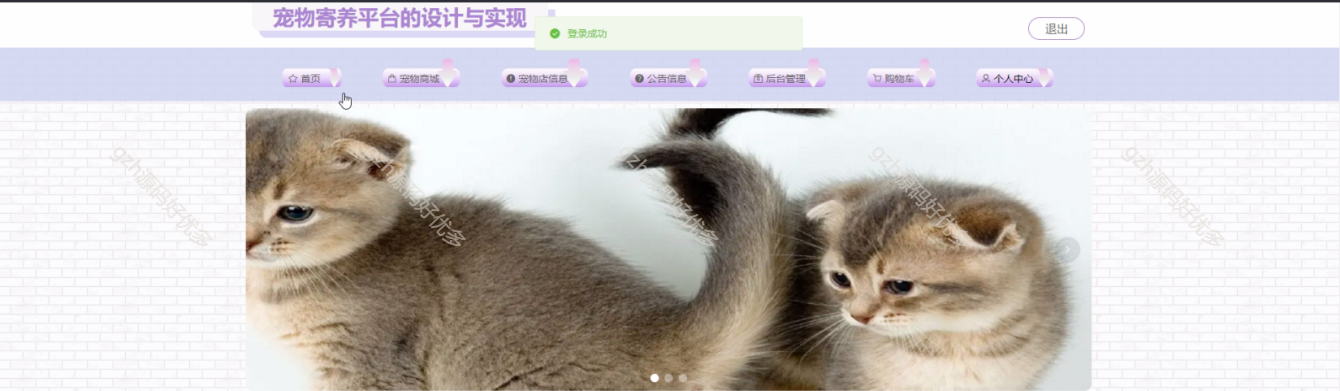 宠物寄养平台的设计与实现
登录成功
退出
首页
宠物商城
宠物店信息
公告信息
后台管理
购物车
个人中心
gzh源码好优多
gzh源码好优多
gzh源码好优多
gzh源码好优多
gzh源码好优多